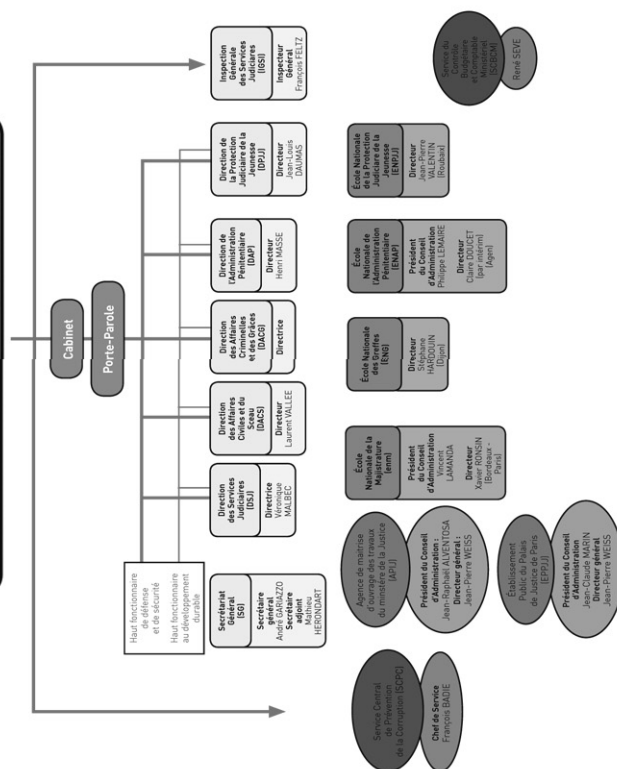 Cabinet
Porte-Parole
Haut fonctionnaire
de défense
et de sécurité
Haut fonctionnaire
au développement
durable
Secrétariat
Général
(SG)
Secrétaire
général
André GARIAZZO
Secrétaire
adjoint
Mathieu
HERONDART
Direction
des Services
Judiciaires
(DSJ)
Directrice
Véronique
MALBEC
Direction
des Affaires
Civiles et du
Sceau
(DACS)
Directeur
Laurent VALLEE
Direction
des Affaires
Criminelles
et des Grâces
(DACG)
Directrice
Direction
de
l'Administration
Pénitentiaire
(DAP)
Directeur
Henri MASSE
Direction de
la Protection
Judiciaire de la
Jeunesse
(DPJJ)
Directeur
Jean-Louis
DAUMAS
Inspection
Générale
des Services
Judiciaires
(IGSJ)
Inspecteur
Général
François FELTZ
Service Central
de Prévention
de la Corruption (SCPC)
Chef de Service
François BADIE
Agence de maîtrise
d'ouvrage des travaux
du ministère de la Justice
(APIJ)
Président du Conseil
d'Administration :
Jean-Raphaël ALVENTOSA
Directeur général :
Jean-Pierre WEISS
Établissement
Public du Palais
de Justice de Paris
(EPPJP)
Président du Conseil
d'Administration
Jean-Claude MARIN
Directeur général
Jean-Pierre WEISS
École
Nationale de la
Magistrature
(enm)
Président
du Conseil
d'Administration
Vincent
LAMANDA
Directeur
Xavier RONSIN
(Bordeaux -
Paris)
École Nationale
des Greffes
(ENG)
Directeur
Stéphane
HARDOUIN
(Dijon)
École
Nationale de
l'Administration
Pénitentiaire
(ENAP)
Président
du Conseil
d'Administration
Philippe LEMAIRE
Directeur
Claire DOUCET
(par intérim)
(Agen)
École Nationale
de la Protection
Judiciaire de la
Jeunesse
(ENPJJ)
Directeur
Jean-Pierre
VALENTIN
(Roubaix)
Service du
Contrôle
Budgétaire
et Comptable
Ministériel
(SCBCM)
René SEVE